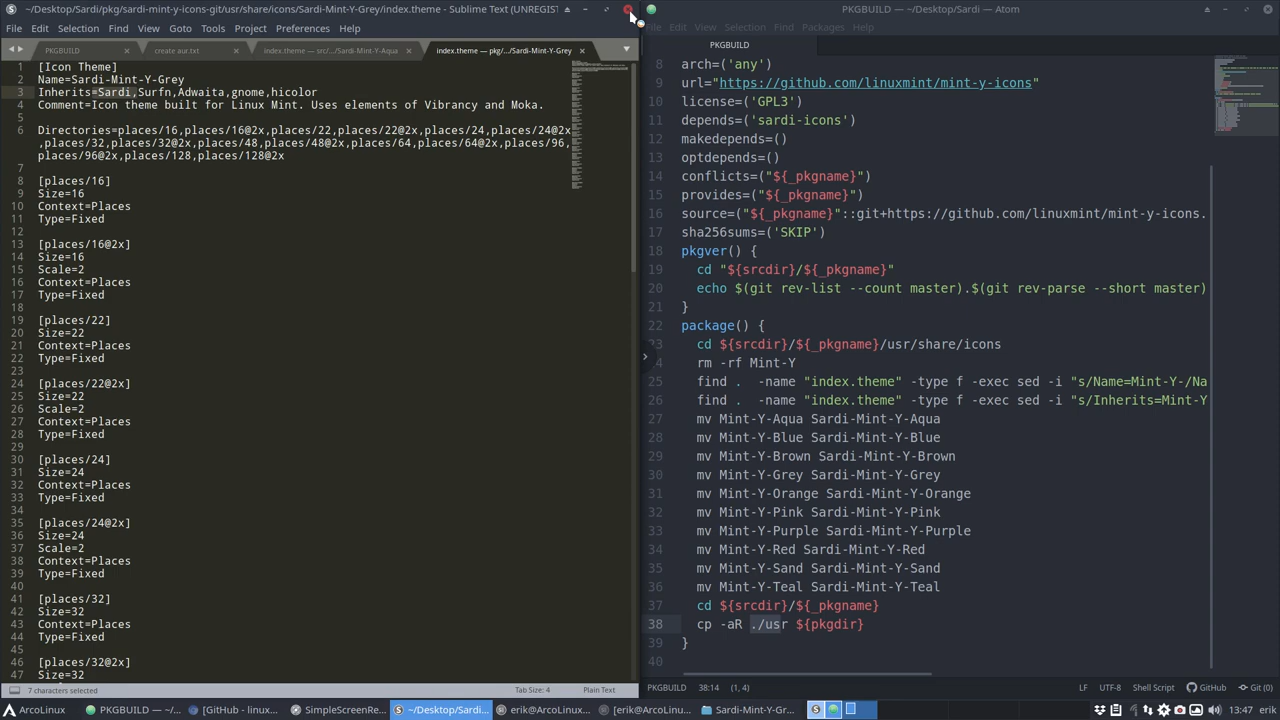 ~/Desktop/Sardi/pkg/sardi-mint-y-icons-git/usr/share/icons/Sardi-Mint-Y-Grey/index.theme - Sublime Text (UNREGIST
File Edit Selection Find View Goto Tools Project Preferences Help
PKGBUILD create aur.txt index.theme — src/...Sardi-Mint-Y-Aqua index.theme — pkg/.../Sardi-Mint-Y-Grey
1 [Icon Theme]
2 Name=Sardi-Mint-Y-Grey
3 Inherits=Sardi,Surfn,Adwaita,gnome,hicolor
4 Comment=Icon theme built for Linux Mint. Uses elements of Vibrancy and Moka.
5
6 Directories=places/16,places/16@2x,places/22,places/22@2x,places/24,places/24@2x
,places/32,places/32@2x,places/48,places/48@2x,places/64,places/64@2x,places/96,
places/96@2x,places/128,places/128@2x
7
8 [places/16]
9 Size=16
10 Context=Places
11 Type=Fixed
12
13 [places/16@2x]
14 Size=16
15 Scale=2
16 Context=Places
17 Type=Fixed
18
19 [places/22]
20 Size=22
21 Context=Places
22 Type=Fixed
23
24 [places/22@2x]
25 Size=22
26 Scale=2
27 Context=Places
28 Type=Fixed
29
30 [places/24]
31 Size=24
32 Context=Places
33 Type=Fixed
34
35 [places/24@2x]
36 Size=24
37 Scale=2
38 Context=Places
39 Type=Fixed
40
41 [places/32]
42 Size=32
43 Context=Places
44 Type=Fixed
45
46 [places/32@2x]
47 Size=32
7 characters selected Tab Size: 4 Plain Text
PKGBUILD — ~/Desktop/Sardi — Atom
File Edit View Selection Find Packages Help
PKGBUILD
8 arch=('any')
9 url="https://github.com/linuxmint/mint-y-icons"
10 license=('GPL3')
11 depends=('sardi-icons')
12 makedepends=()
13 optdepends=()
14 conflicts=("${_pkgname}")
15 provides=("${_pkgname}")
16 source=("${_pkgname}"::git+https://github.com/linuxmint/mint-y-icons.
17 sha256sums=('SKIP')
18 pkgver() {
19 cd "${srcdir}/${_pkgname}"
20 echo $(git rev-list --count master).$(git rev-parse --short master)
21 }
22 package() {
23 cd ${srcdir}/${_pkgname}/usr/share/icons
24 rm -rf Mint-Y
25 find . -name "index.theme" -type f -exec sed -i "s/Name=Mint-Y-/Na
26 find . -name "index.theme" -type f -exec sed -i "s/Inherits=Mint-Y
27 mv Mint-Y-Aqua Sardi-Mint-Y-Aqua
28 mv Mint-Y-Blue Sardi-Mint-Y-Blue
29 mv Mint-Y-Brown Sardi-Mint-Y-Brown
30 mv Mint-Y-Grey Sardi-Mint-Y-Grey
31 mv Mint-Y-Orange Sardi-Mint-Y-Orange
32 mv Mint-Y-Pink Sardi-Mint-Y-Pink
33 mv Mint-Y-Purple Sardi-Mint-Y-Purple
34 mv Mint-Y-Red Sardi-Mint-Y-Red
35 mv Mint-Y-Sand Sardi-Mint-Y-Sand
36 mv Mint-Y-Teal Sardi-Mint-Y-Teal
37 cd ${srcdir}/${_pkgname}
38 cp -aR ./usr ${pkgdir}
39 }
40
PKGBUILD 38:14 (1, 4) LF UTF-8 Shell Script GitHub Git (0)
ArcoLinux PKGBUILD — ~/... [GitHub - linux... SimpleScreenRe... ~/Desktop/Sardi... erik@ArcoLinux... [erik@ArcoLinu... Sardi-Mint-Y-Gr... 13:47 erik